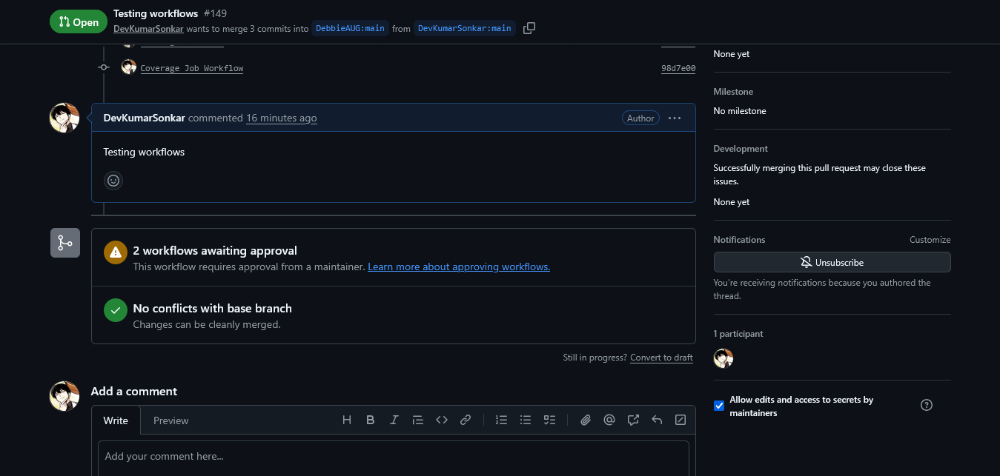 Open
Testing workflows #149
DevKumarSonkar wants to merge 3 commits into DebbieAUG:main from DevKumarSonkar:main
Coverage Job Workflow 98d7e00
DevKumarSonkar commented 16 minutes ago Author
Testing workflows
2 workflows awaiting approval
This workflow requires approval from a maintainer. Learn more about approving workflows.
No conflicts with base branch
Changes can be cleanly merged.
Still in progress? Convert to draft
Add a comment
Write Preview
Add your comment here...
None yet
Milestone
No milestone
Development
Successfully merging this pull request may close these
issues.
None yet
Notifications Customize
Unsubscribe
You're receiving notifications because you authored the
thread.
1 participant
Allow edits and access to secrets by
maintainers